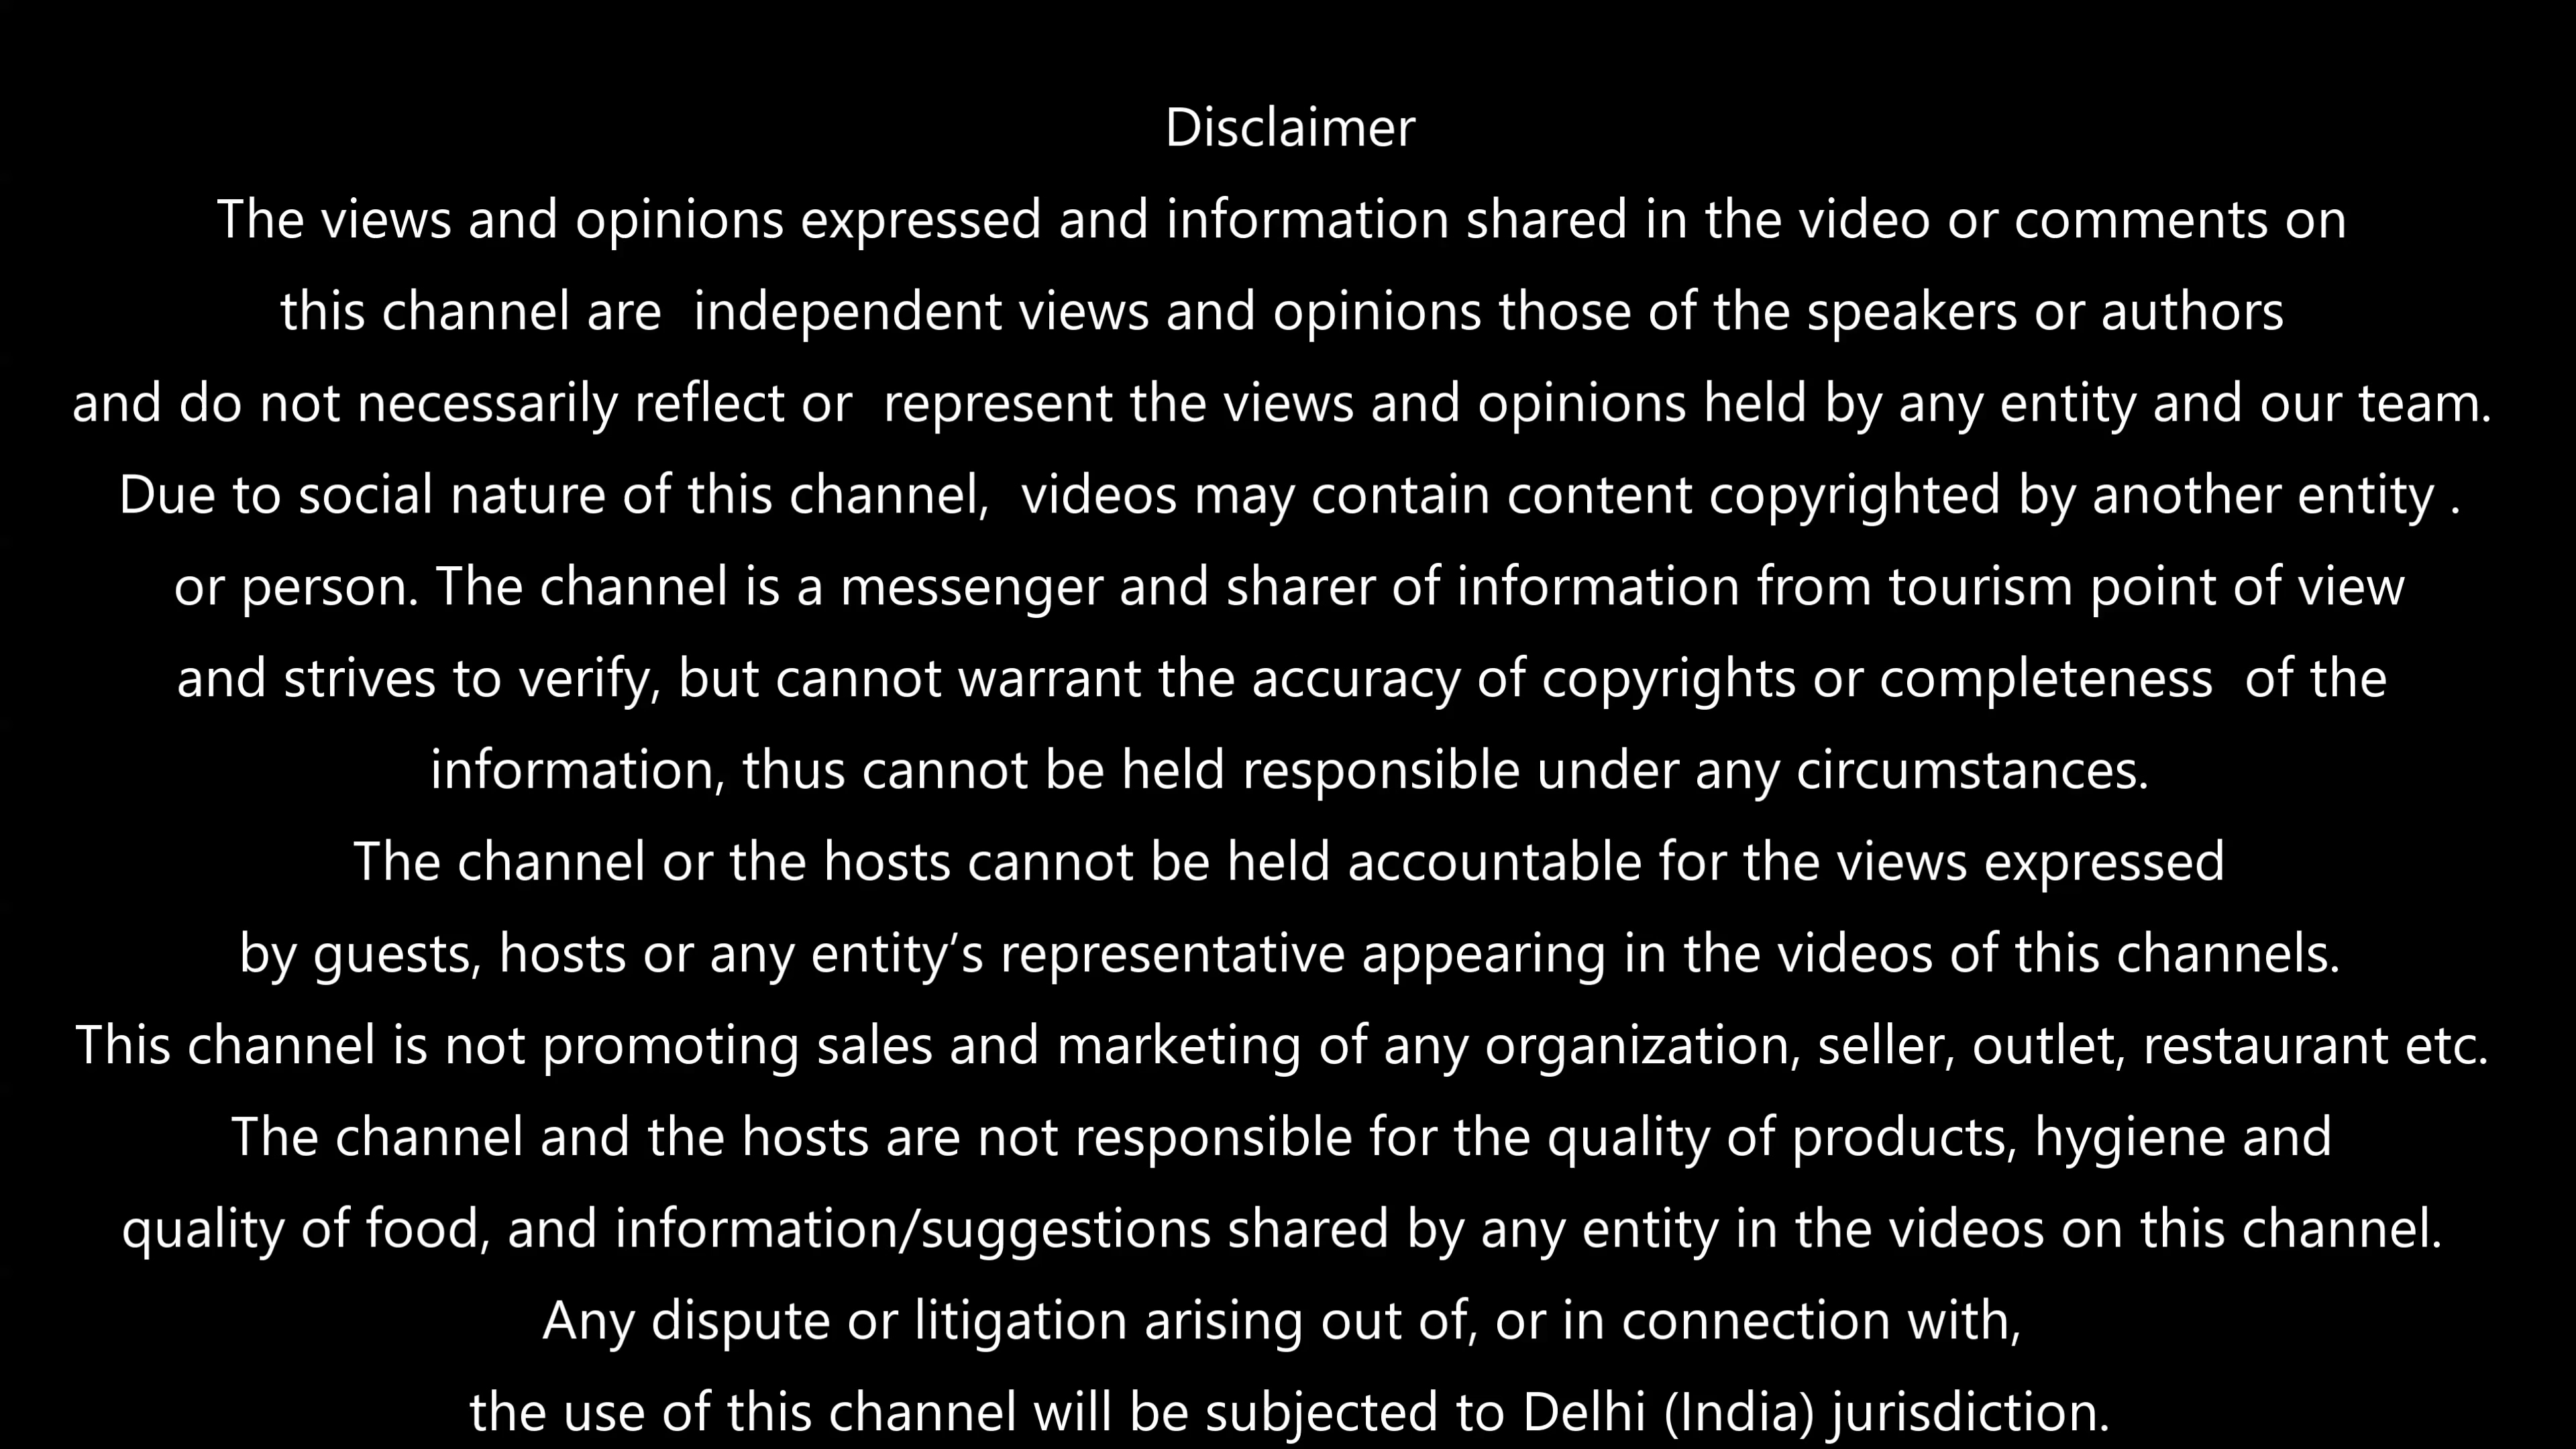 Disclaimer
The views and opinions expressed and information shared in the video or comments on
this channel are  independent views and opinions those of the speakers or authors
and do not necessarily reflect or  represent the views and opinions held by any entity and our team.
Due to social nature of this channel,  videos may contain content copyrighted by another entity .
or person. The channel is a messenger and sharer of information from tourism point of view
and strives to verify, but cannot warrant the accuracy of copyrights or completeness  of the
information, thus cannot be held responsible under any circumstances.
The channel or the hosts cannot be held accountable for the views expressed
by guests, hosts or any entity’s representative appearing in the videos of this channels.
This channel is not promoting sales and marketing of any organization, seller, outlet, restaurant etc.
The channel and the hosts are not responsible for the quality of products, hygiene and
quality of food, and information/suggestions shared by any entity in the videos on this channel.
Any dispute or litigation arising out of, or in connection with,
the use of this channel will be subjected to Delhi (India) jurisdiction.